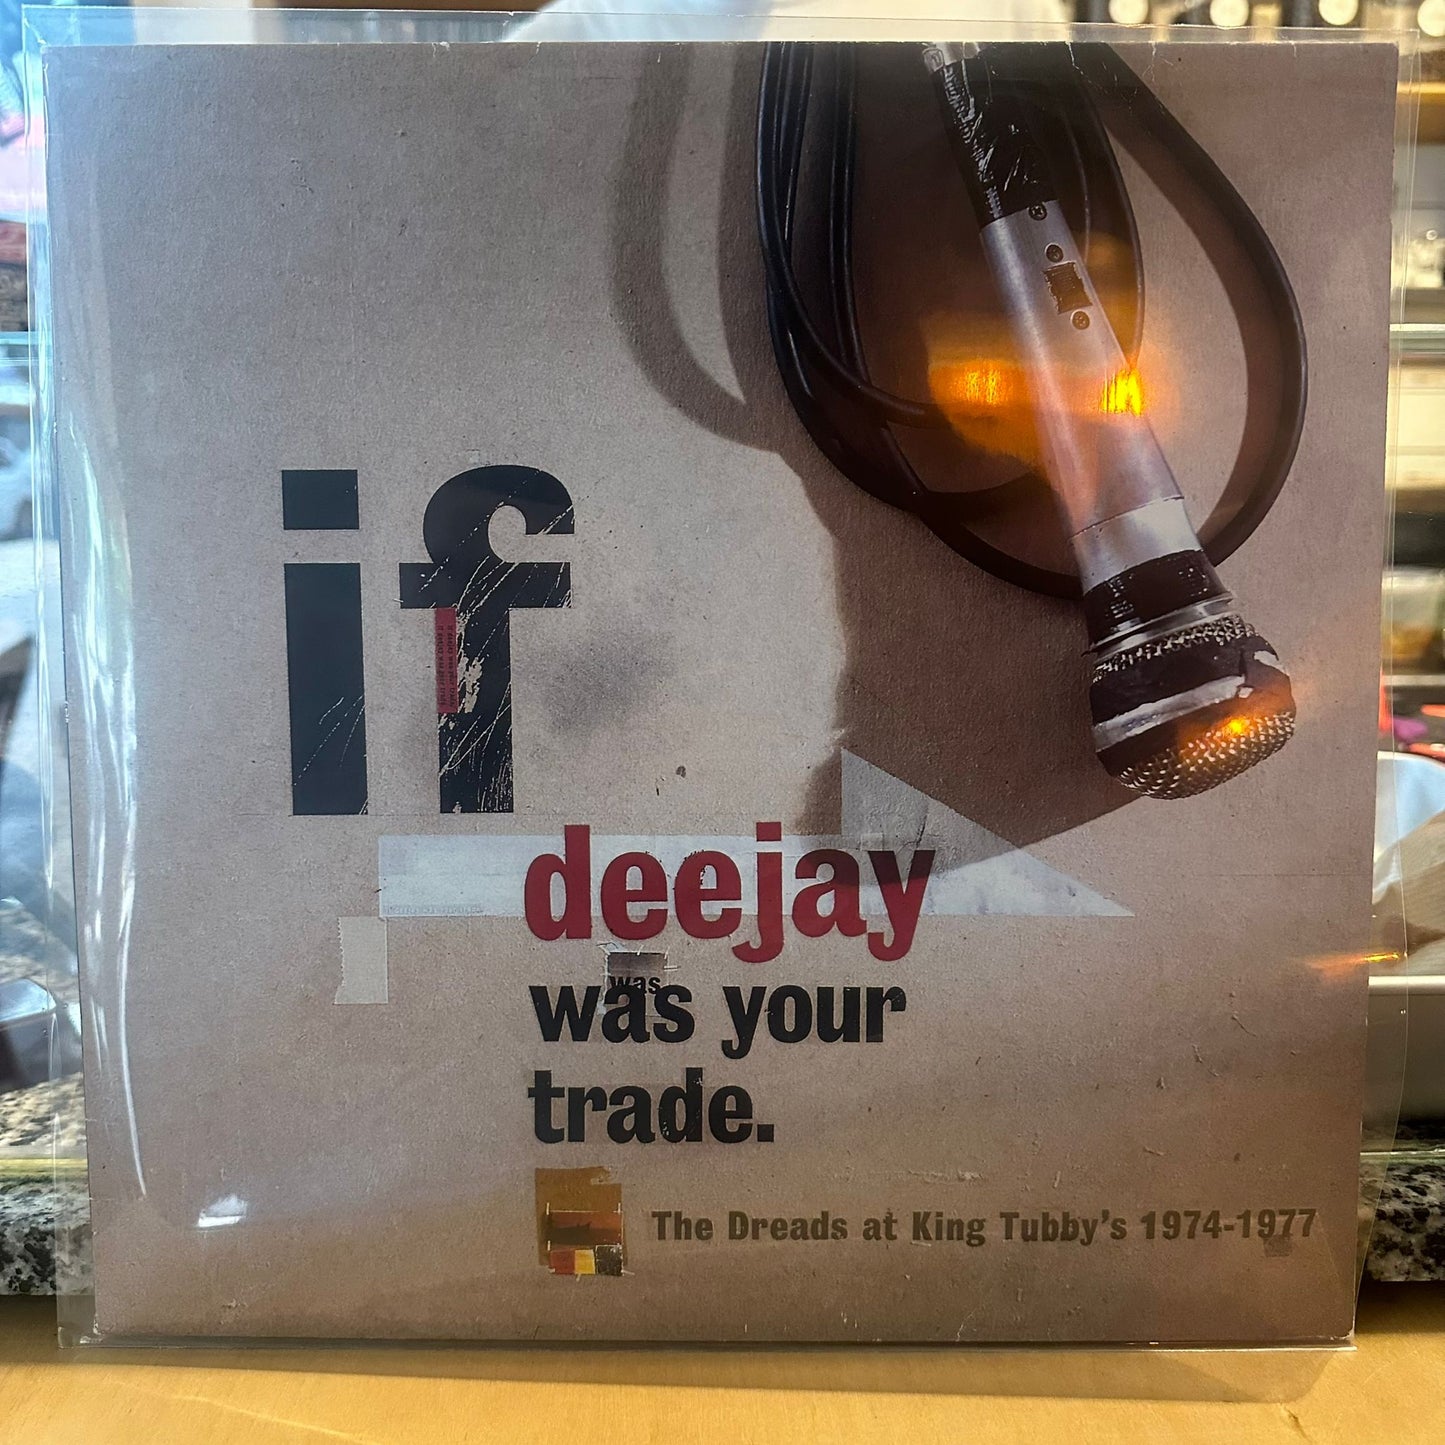 if
deejay
was
was your
trade.
The Dreads at King Tubby's 1974-1977